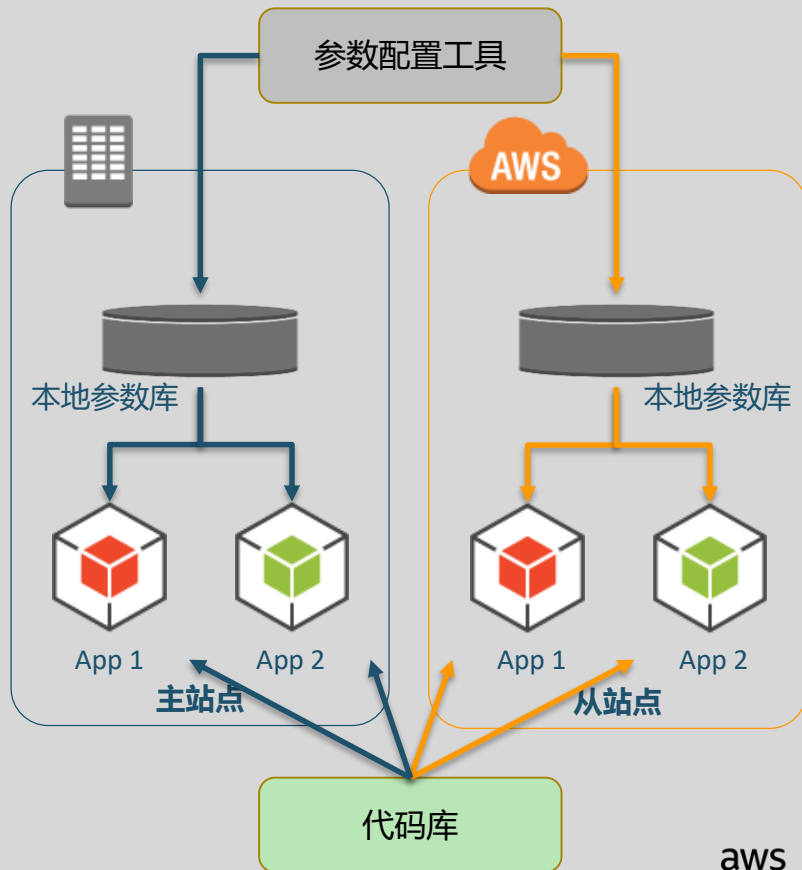 参数配置工具
AWS
本地参数库
本地参数库
App 1
App 2
App 1
App 2
主站点
从站点
代码库
aws